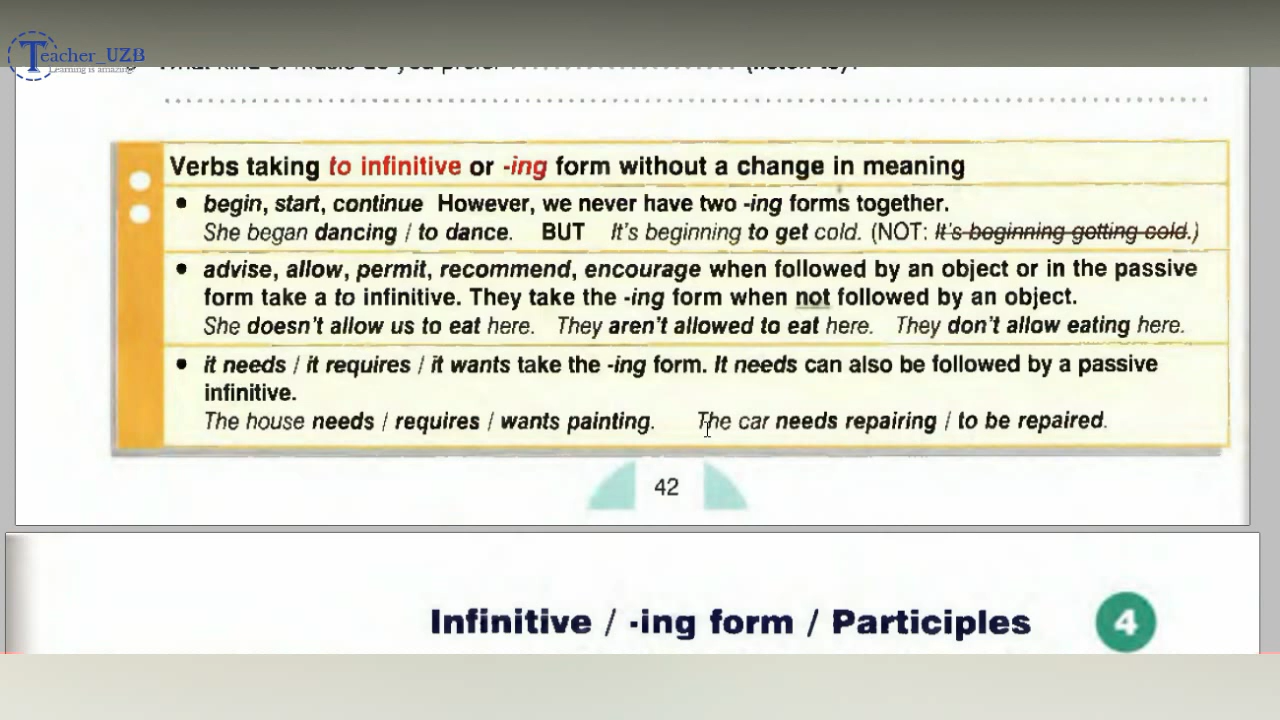 Teacher_UZB
Learning is amazing
Verbs taking to infinitive or -ing form without a change in meaning
• begin, start, continue However, we never have two -ing forms together.
She began dancing / to dance. BUT It's beginning to get cold. (NOT: It's beginning getting cold.)
• advise, allow, permit, recommend, encourage when followed by an object or in the passive
form take a to infinitive. They take the -ing form when not followed by an object.
She doesn't allow us to eat here. They aren't allowed to eat here. They don't allow eating here.
• it needs / it requires / it wants take the -ing form. It needs can also be followed by a passive
infinitive.
The house needs / requires / wants painting. The car needs repairing / to be repaired.
42
Infinitive / -ing form / Participles 4